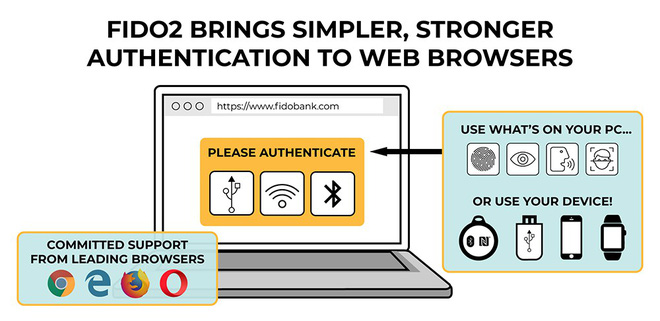 FIDO2 BRINGS SIMPLER, STRONGER
AUTHENTICATION TO WEB BROWSERS
https://www.fidobank.com
PLEASE AUTHENTICATE
USE WHAT'S ON YOUR PC...
OR USE YOUR DEVICE!
COMMITTED SUPPORT
FROM LEADING BROWSERS